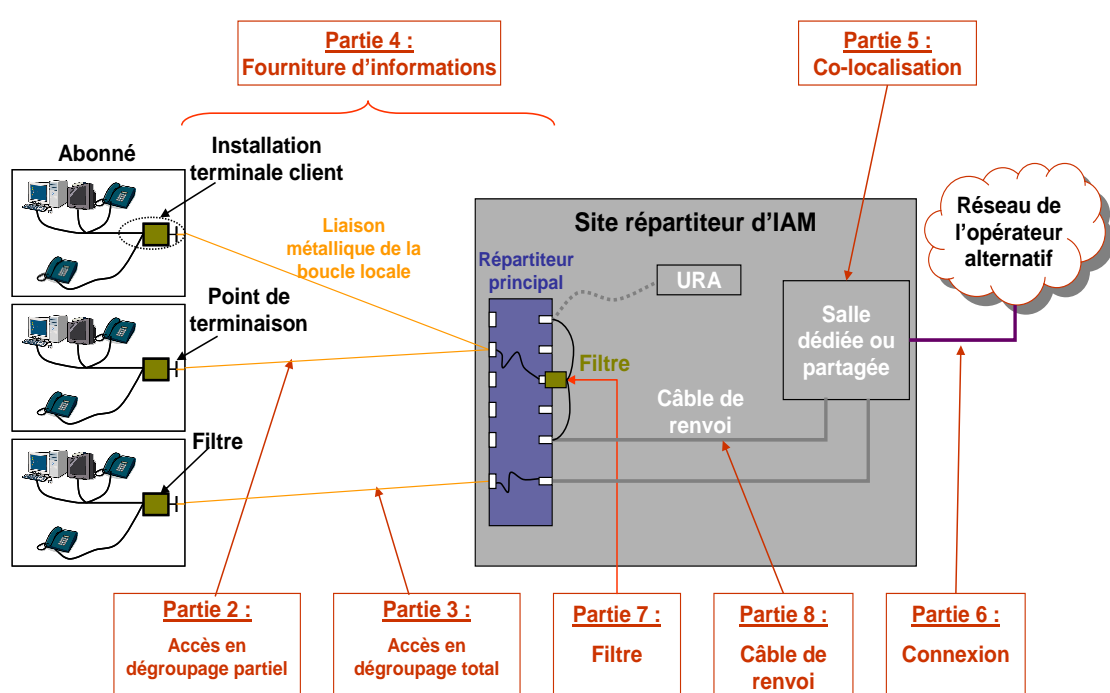 Partie 4 :
Fourniture d'informations
Partie 5 :
Co-localisation
Abonné
Installation
terminale client
Liaison
métallique de la
boucle locale
Point de
terminaison
Filtre
Site répartiteur d'IAM
Répartiteur
principal
URA
Filtre
Salle
dédiée ou
partagée
Câble de
renvoi
Réseau de
l'opérateur
alternatif
Partie 2 :
Accès en
dégroupage partiel
Partie 3 :
Accès en
dégroupage total
Partie 7 :
Filtre
Partie 8 :
Câble de
renvoi
Partie 6 :
Connexion